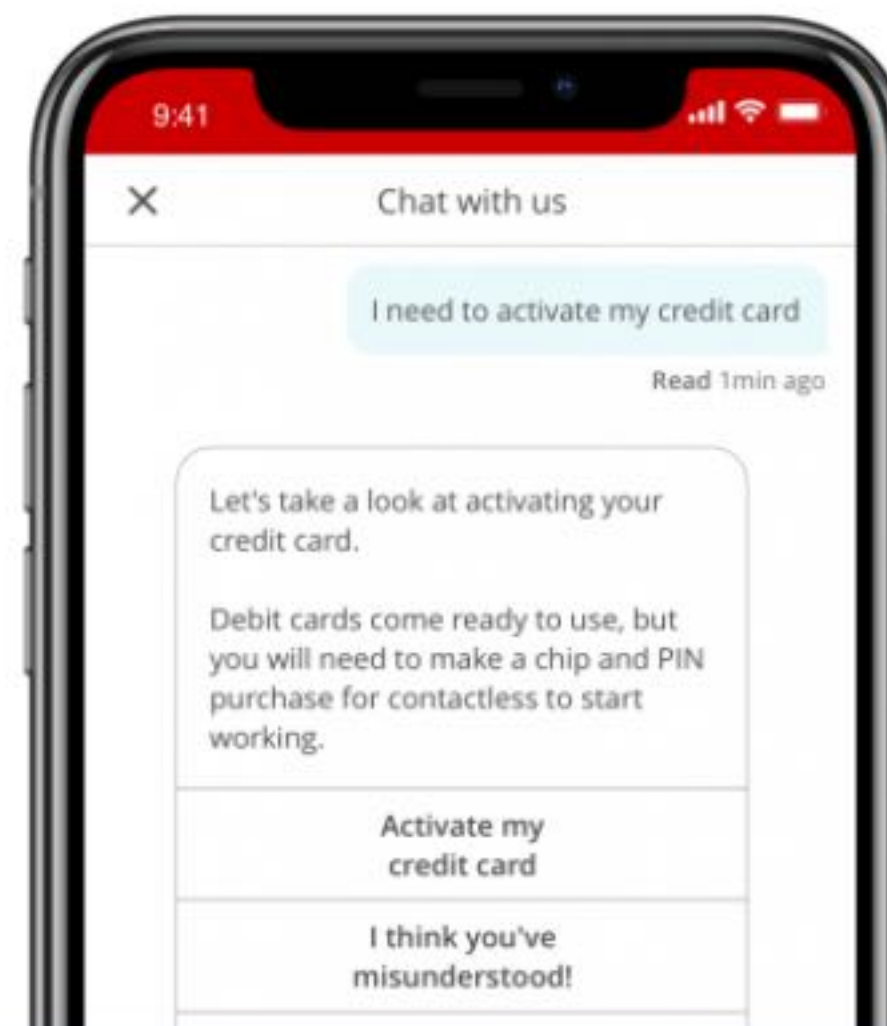 9:41
Chat with us
I need to activate my credit card
Read 1min ago
Let's take a look at activating your
credit card.
Debit cards come ready to use, but
you will need to make a chip and PIN
purchase for contactless to start
working.
Activate my
credit card
I think you've
misunderstood!